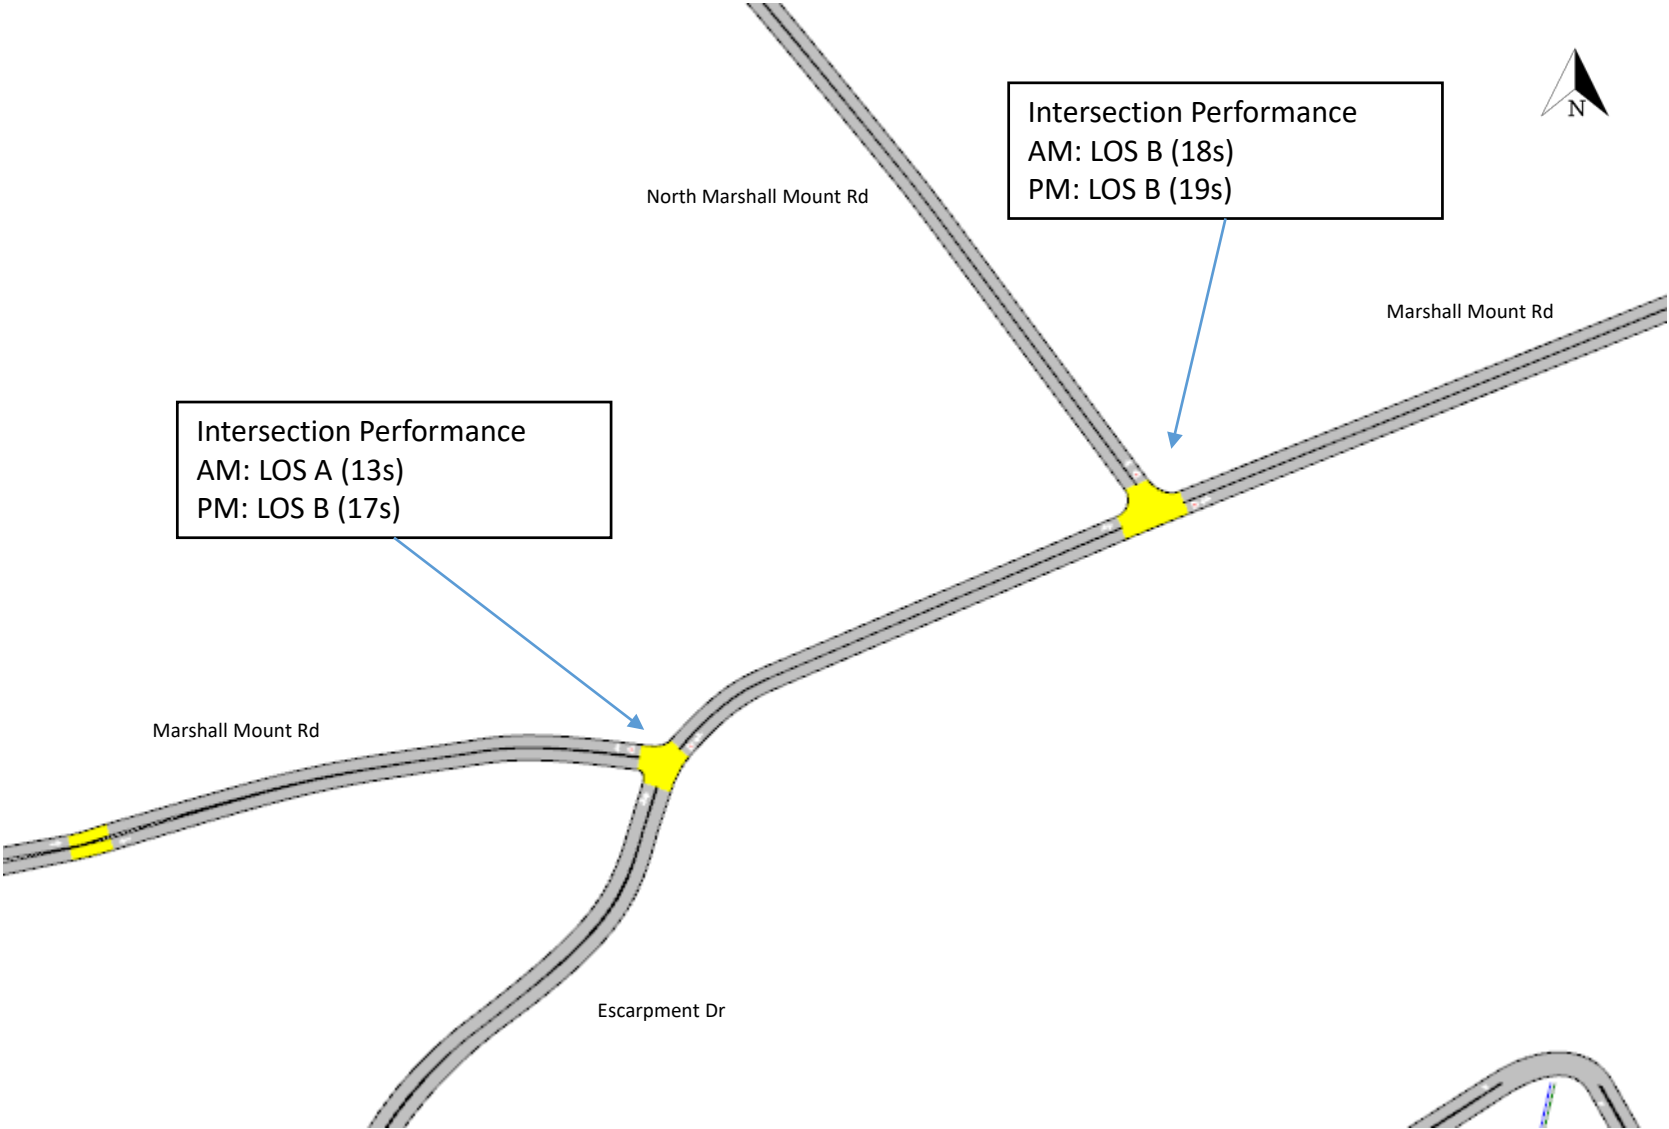 N
Intersection Performance
AM: LOS B (18s)
PM: LOS B (19s)
North Marshall Mount Rd
Marshall Mount Rd
Intersection Performance
AM: LOS A (13s)
PM: LOS B (17s)
Marshall Mount Rd
Escarpment Dr